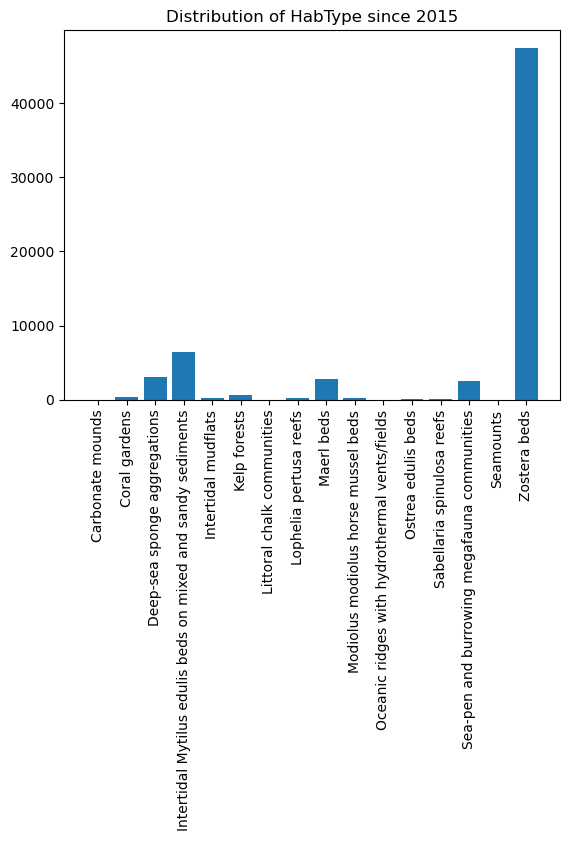 Distribution of HabType since 2015
40000
30000
20000
10000
0
Carbonate mounds
Coral gardens
Deep-sea sponge aggregations
Intertidal Mytilus edulis beds on mixed and sandy sediments
Intertidal mudflats
Kelp forests
Littoral chalk communities
Lophelia pertusa reefs
Maerl beds
Modiolus modiolus horse mussel beds
Oceanic ridges with hydrothermal vents/fields
Ostrea edulis beds
Sabellaria spinulosa reefs
Sea-pen and burrowing megafauna communities
Seamounts
Zostera beds